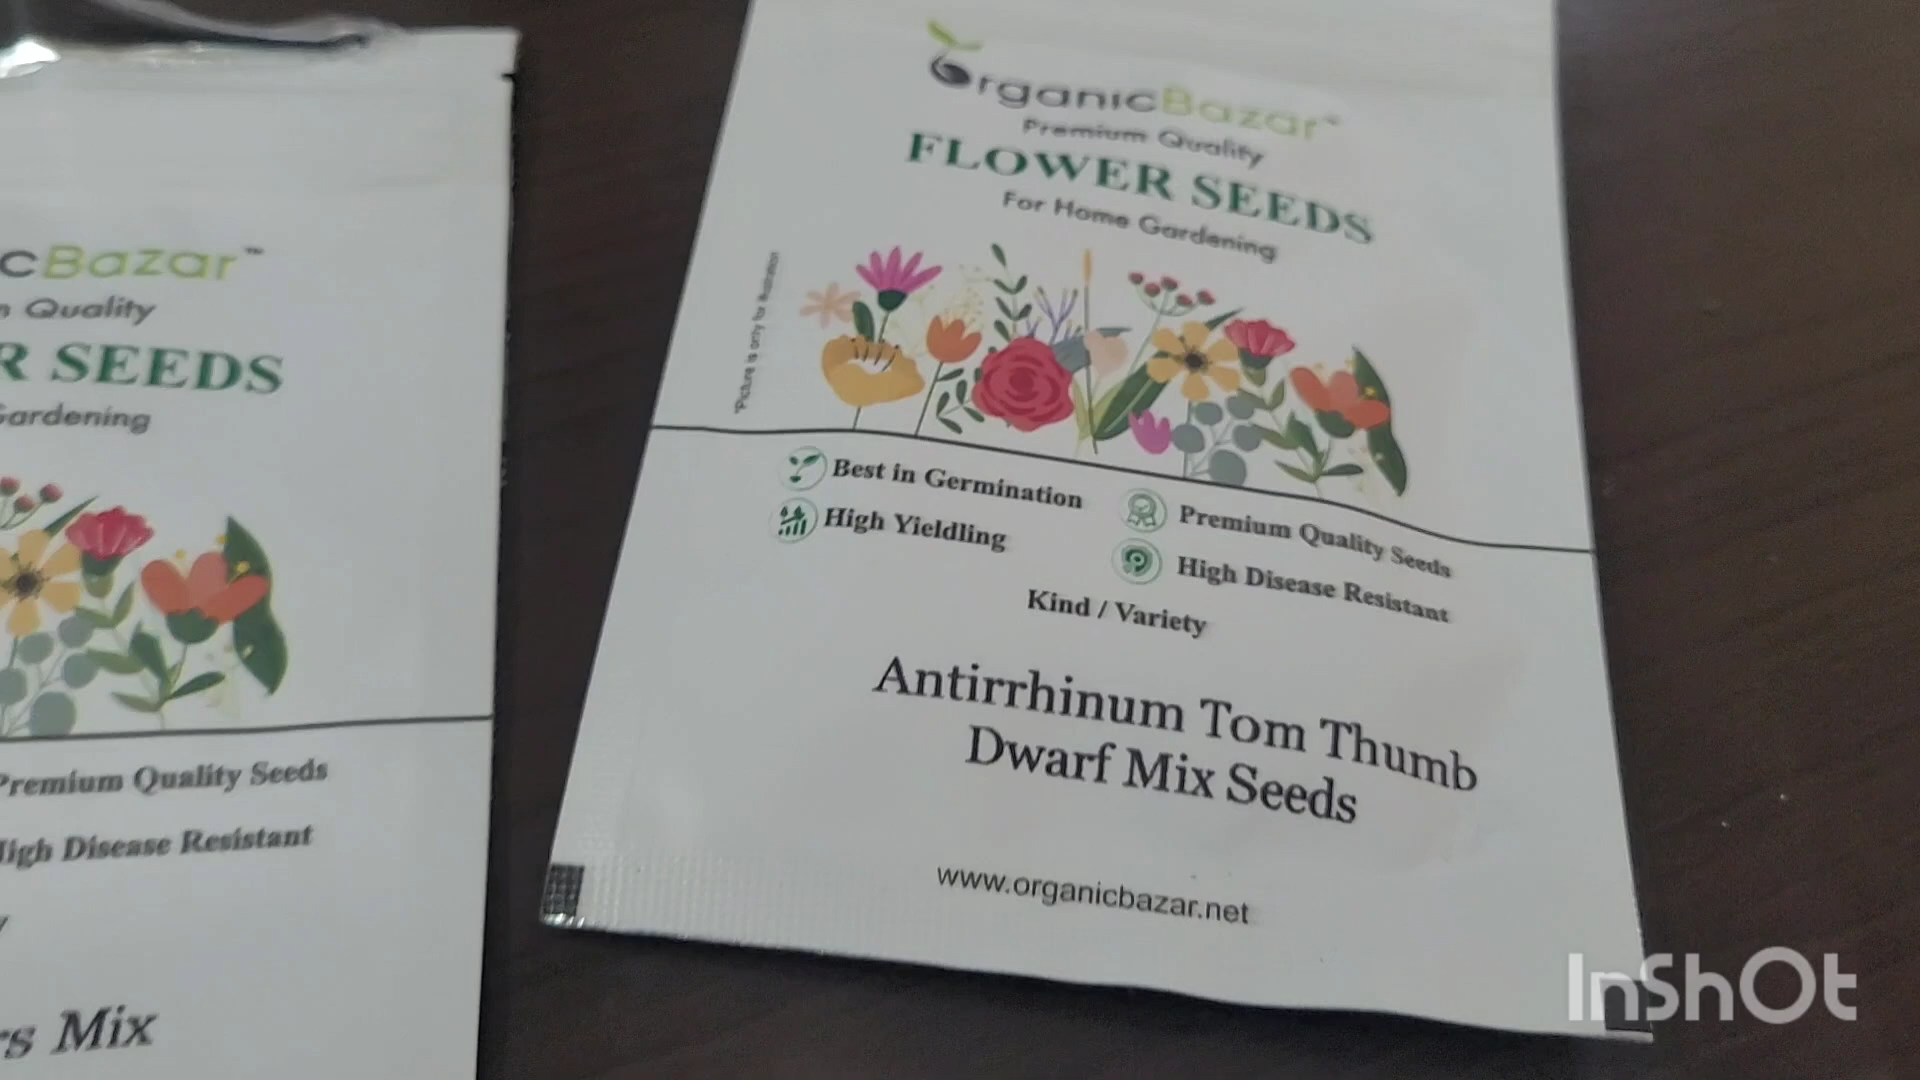 cBazar™
Quality
R SEEDS
Gardening
Premium Quality Seeds
High Disease Resistant
rs Mix
OrganicBazar™
Premium Quality
FLOWER SEEDS
For Home Gardening
*Picture is only for illustration
Best in Germination
High Yieldling
Premium Quality Seeds
High Disease Resistant
Kind / Variety
Antirrhinum Tom Thumb
Dwarf Mix Seeds
www.organicbazar.net
InShOt